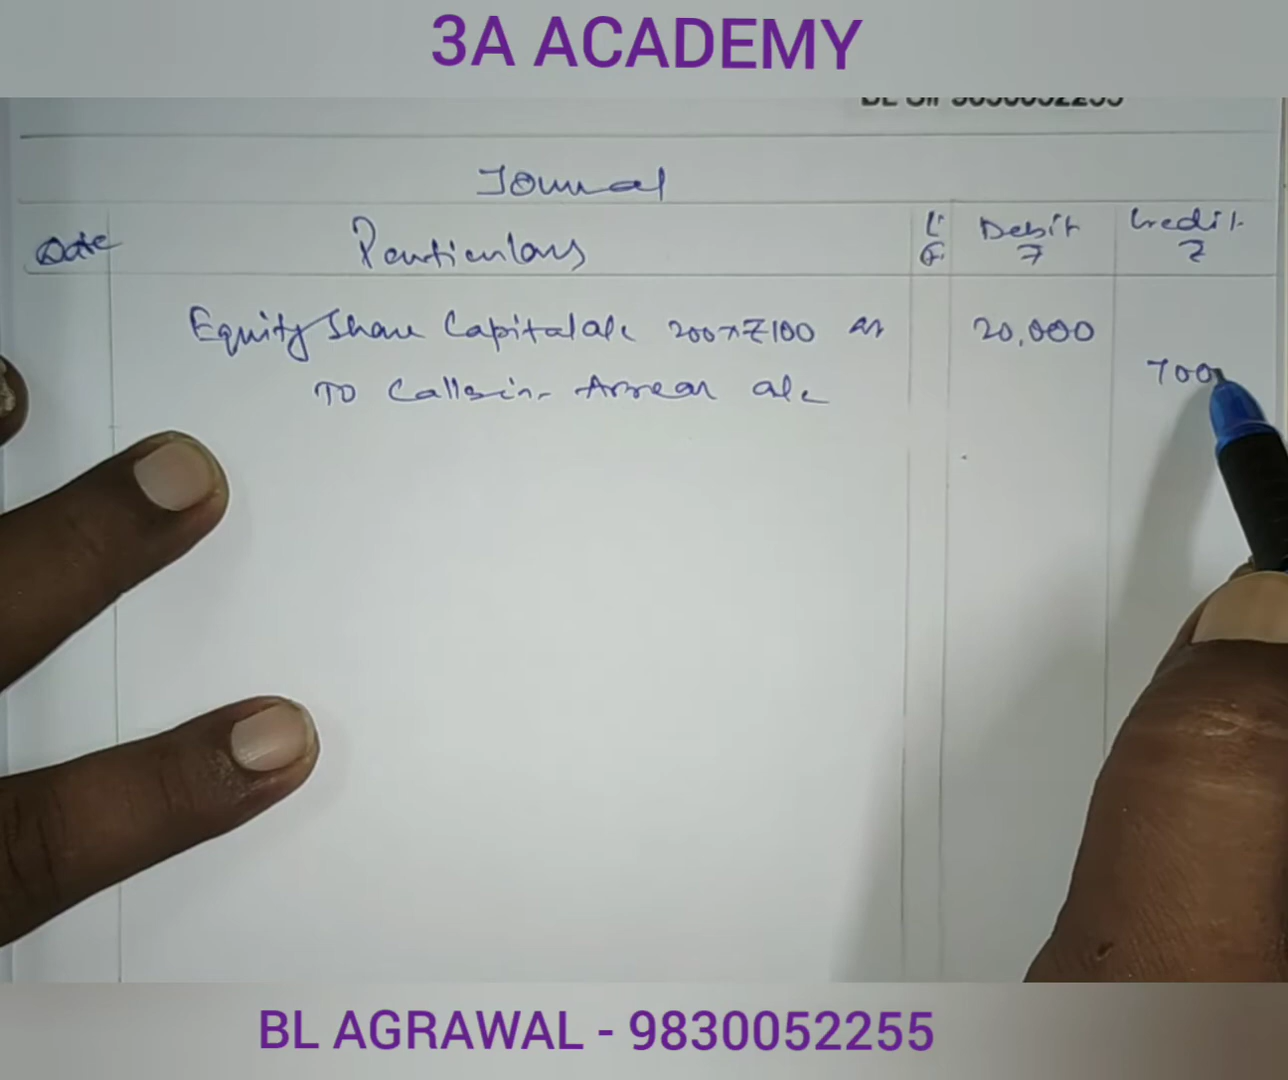 3A ACADEMY
Journal
Date Particulars L. F. Debit ₹ Credit ₹
Equity Share Capital a/c 200 x ₹100 Dr 20,000
To Calls in Arrear a/c 700
BL AGRAWAL - 9830052255